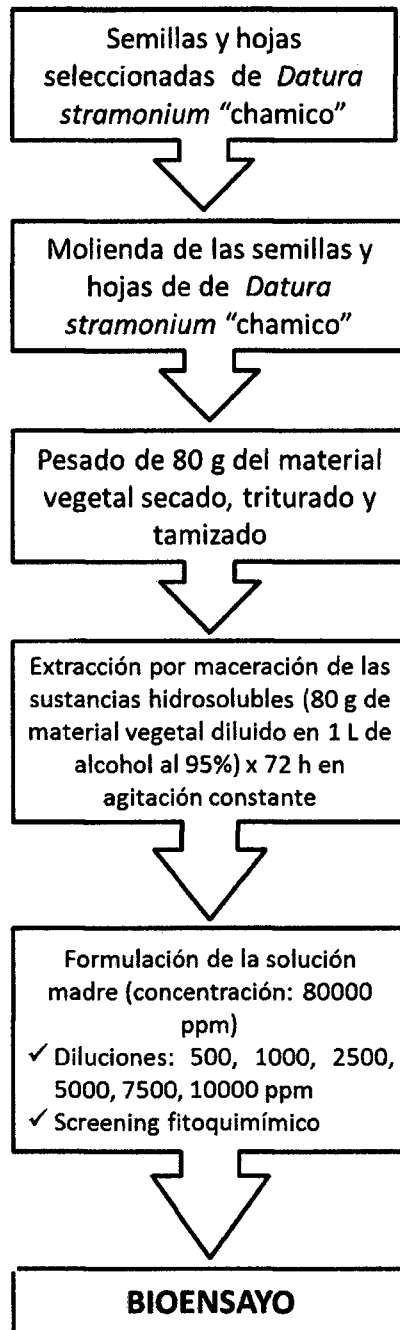 Semillas y hojas
seleccionadas de Datura
stramonium "chamico"
Molienda de las semillas y
hojas de de Datura
stramonium "chamico"
Pesado de 80 g del material
vegetal secado, triturado y
tamizado
Extracción por maceración de las
sustancias hidrosolubles (80 g de
material vegetal diluido en 1 L de
alcohol al 95%) x 72 h en
agitación constante
Formulación de la solución
madre (concentración: 80000
ppm)
✓ Diluciones: 500, 1000, 2500,
5000, 7500, 10000 ppm
✓ Screening fitoquimímico
BIOENSAYO